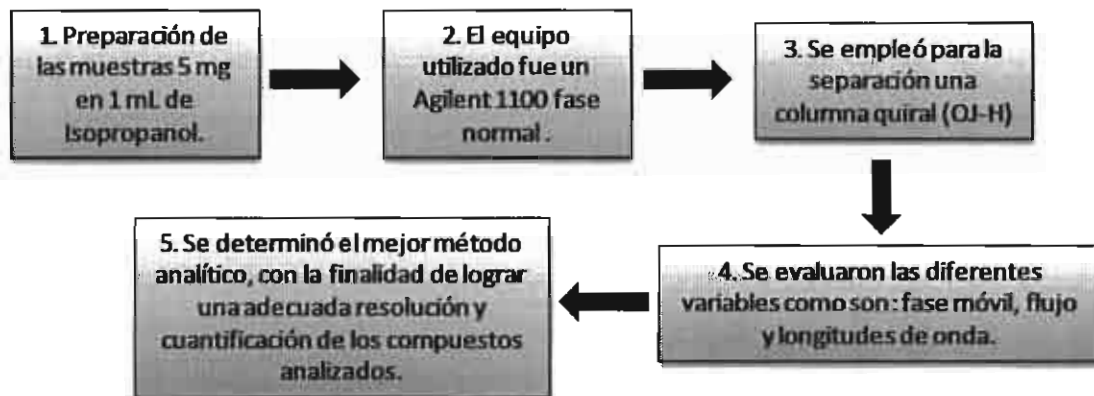 1. Preparación de
las muestras 5 mg
en 1 mL de
Isopropanol.
2. El equipo
utilizado fue un
Agilent 1100 fase
normal .
3. Se empleó para la
separación una
columna quiral (OJ-H)
4. Se evaluaron las diferentes
variables como son: fase móvil, flujo
y longitudes de onda.
5. Se determinó el mejor método
analítico, con la finalidad de lograr
una adecuada resolución y
cuantificación de los compuestos
analizados.